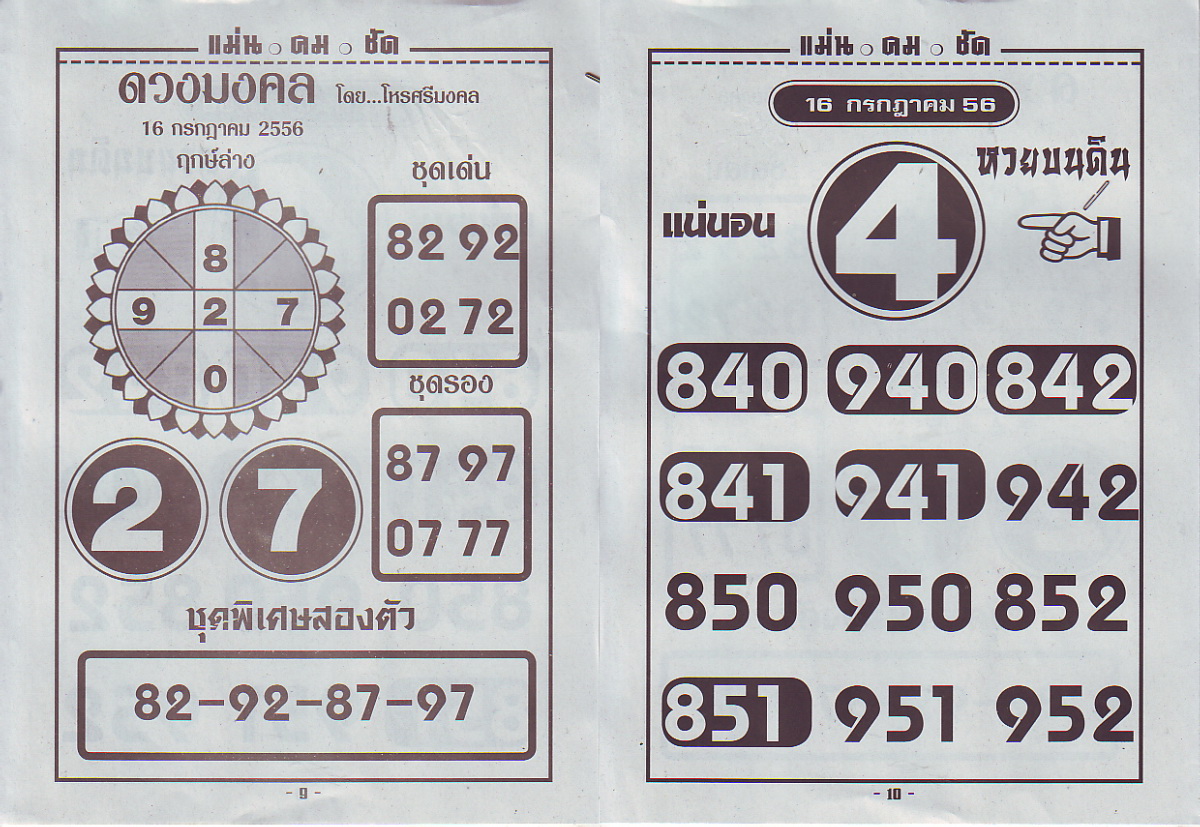 แม่น ○ คม ○ ชัด
ดวงมงคล โดย...โหรศรีมงคล
16 กรกฎาคม 2556
ฤกษ์ล่าง
8
9 2 7
0
ชุดเด่น
82 92
02 72
ชุดรอง
87 97
07 77
2 7
ชุดพิเศษสองตัว
82-92-87-97
- 9 -
แม่น ○ คม ○ ชัด
16 กรกฎาคม 56
หวยบนดิน
แน่นอน
4
840 940 842
841 941 942
850 950 852
851 951 952
- 10 -